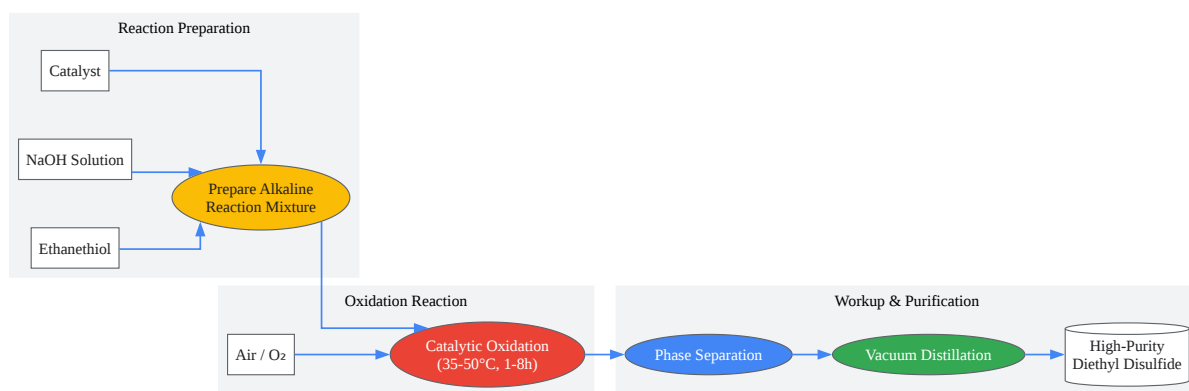 Reaction Preparation
Catalyst
NaOH Solution
Prepare Alkaline
Reaction Mixture
Ethanethiol
Oxidation Reaction
Air / O₂
Catalytic Oxidation
(35-50°C, 1-8h)
Workup & Purification
Phase Separation
Vacuum Distillation
High-Purity
Diethyl Disulfide